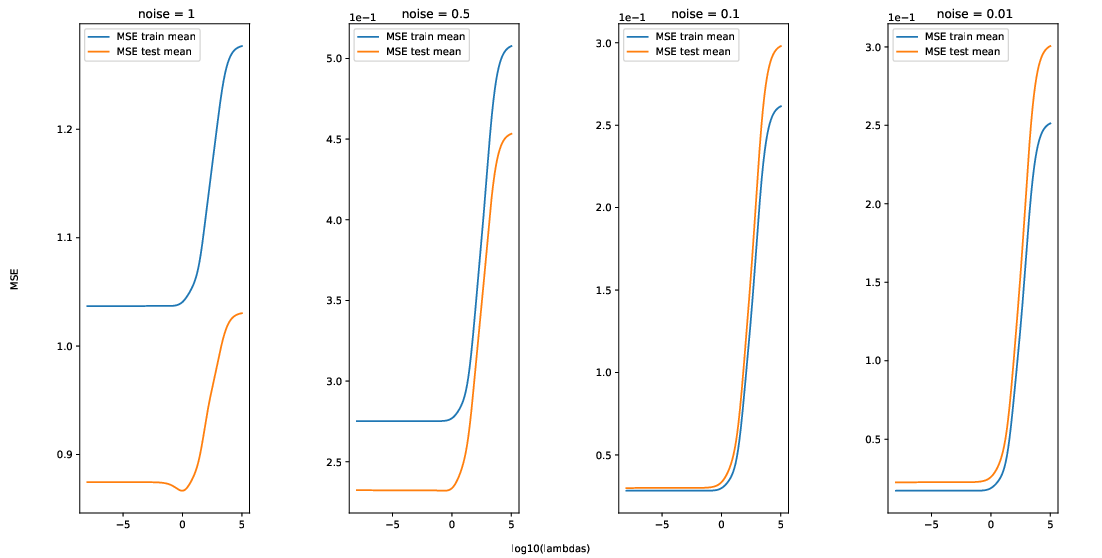 noise = 1
MSE train mean
MSE test mean
1.2
1.1
1.0
0.9
−5
0
5
MSE
1e−1
noise = 0.5
MSE train mean
MSE test mean
5.0
4.5
4.0
3.5
3.0
2.5
−5
0
5
1e−1
noise = 0.1
MSE train mean
MSE test mean
3.0
2.5
2.0
1.5
1.0
0.5
−5
0
5
1e−1
noise = 0.01
MSE train mean
MSE test mean
3.0
2.5
2.0
1.5
1.0
0.5
−5
0
5
log10(lambdas)